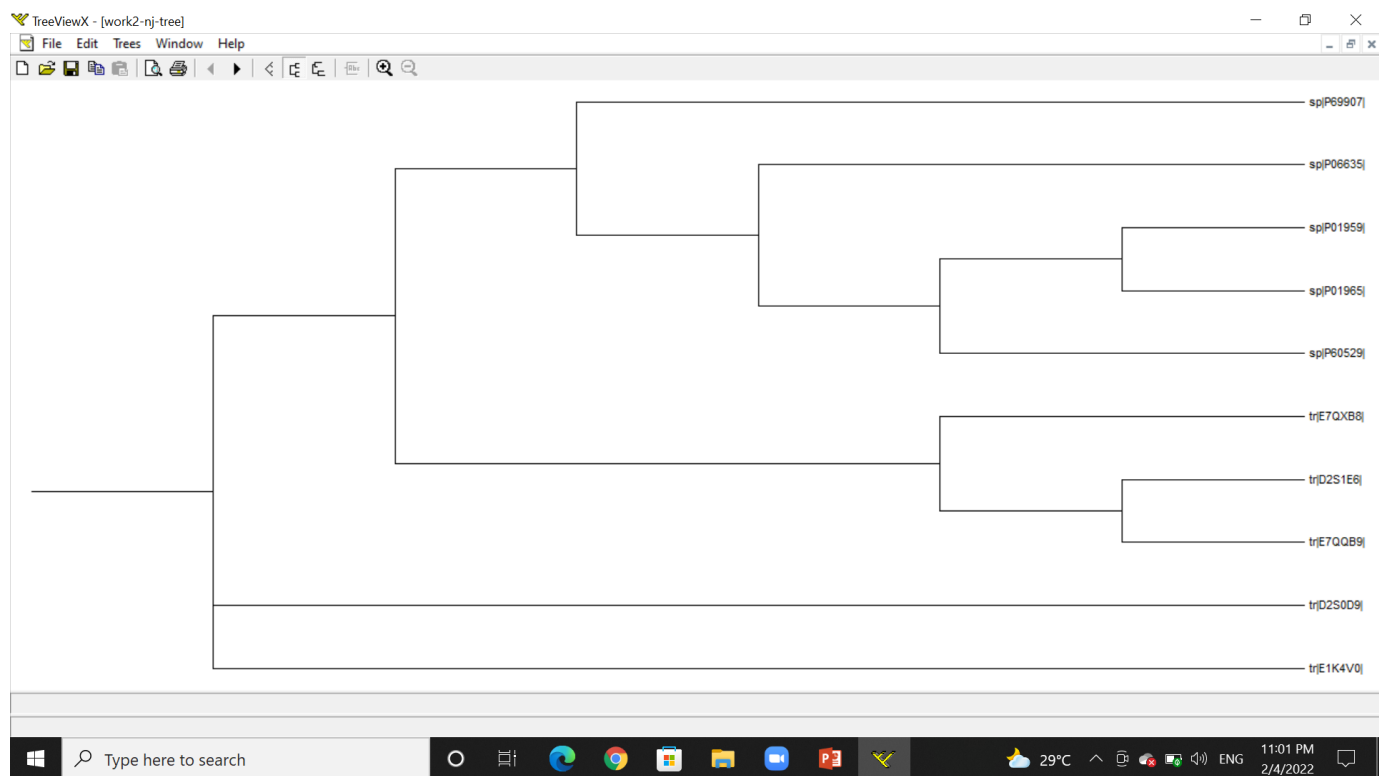 TreeViewX - [work2-nj-tree]
File Edit Trees Window Help
sp|P69907|
sp|P06635|
sp|P01959|
sp|P01965|
sp|P60529|
tr|E7QXB8|
tr|D2S1E6|
tr|E7QQB9|
tr|D2S0D9|
tr|E1K4V0|
Type here to search
29°C
ENG
11:01 PM
2/4/2022